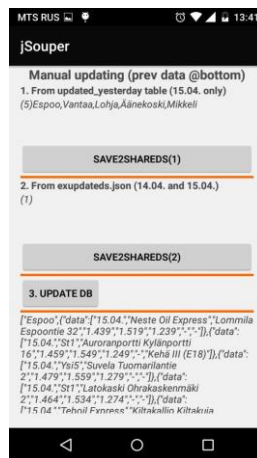 MTS RUS 13:41
jSouper
Manual updating (prev data @bottom)
1. From updated_yesterday table (15.04. only)
(5)Espoo,Vantaa,Lohja,Äänekoski,Mikkeli
SAVE2SHAREDS(1)
2. From exupdateds.json (14.04. and 15.04.)
(1)
SAVE2SHAREDS(2)
3. UPDATE DB
["Espoo",{"data":["15.04.","Neste Oil Express","Lommila
Espoontie 32","1.439","1.519","1.239","-","-"]},{"data":
["15.04.","St1","Auroranportti Kylänportti
16","1.459","1.549","1.249","-","Kehä III (E18)"]},{"data":
["15.04.","Ysi5","Suvela Tuomarilantie
2","1.479","1.559","1.279","-","-"]},{"data":
["15.04.","St1","Latokaski Ohrakaskenmäki
2","1.464","1.534","1.274","-","-"]},{"data":
["15.04.","Teboil Express","Kiltakallio Kiltakuja